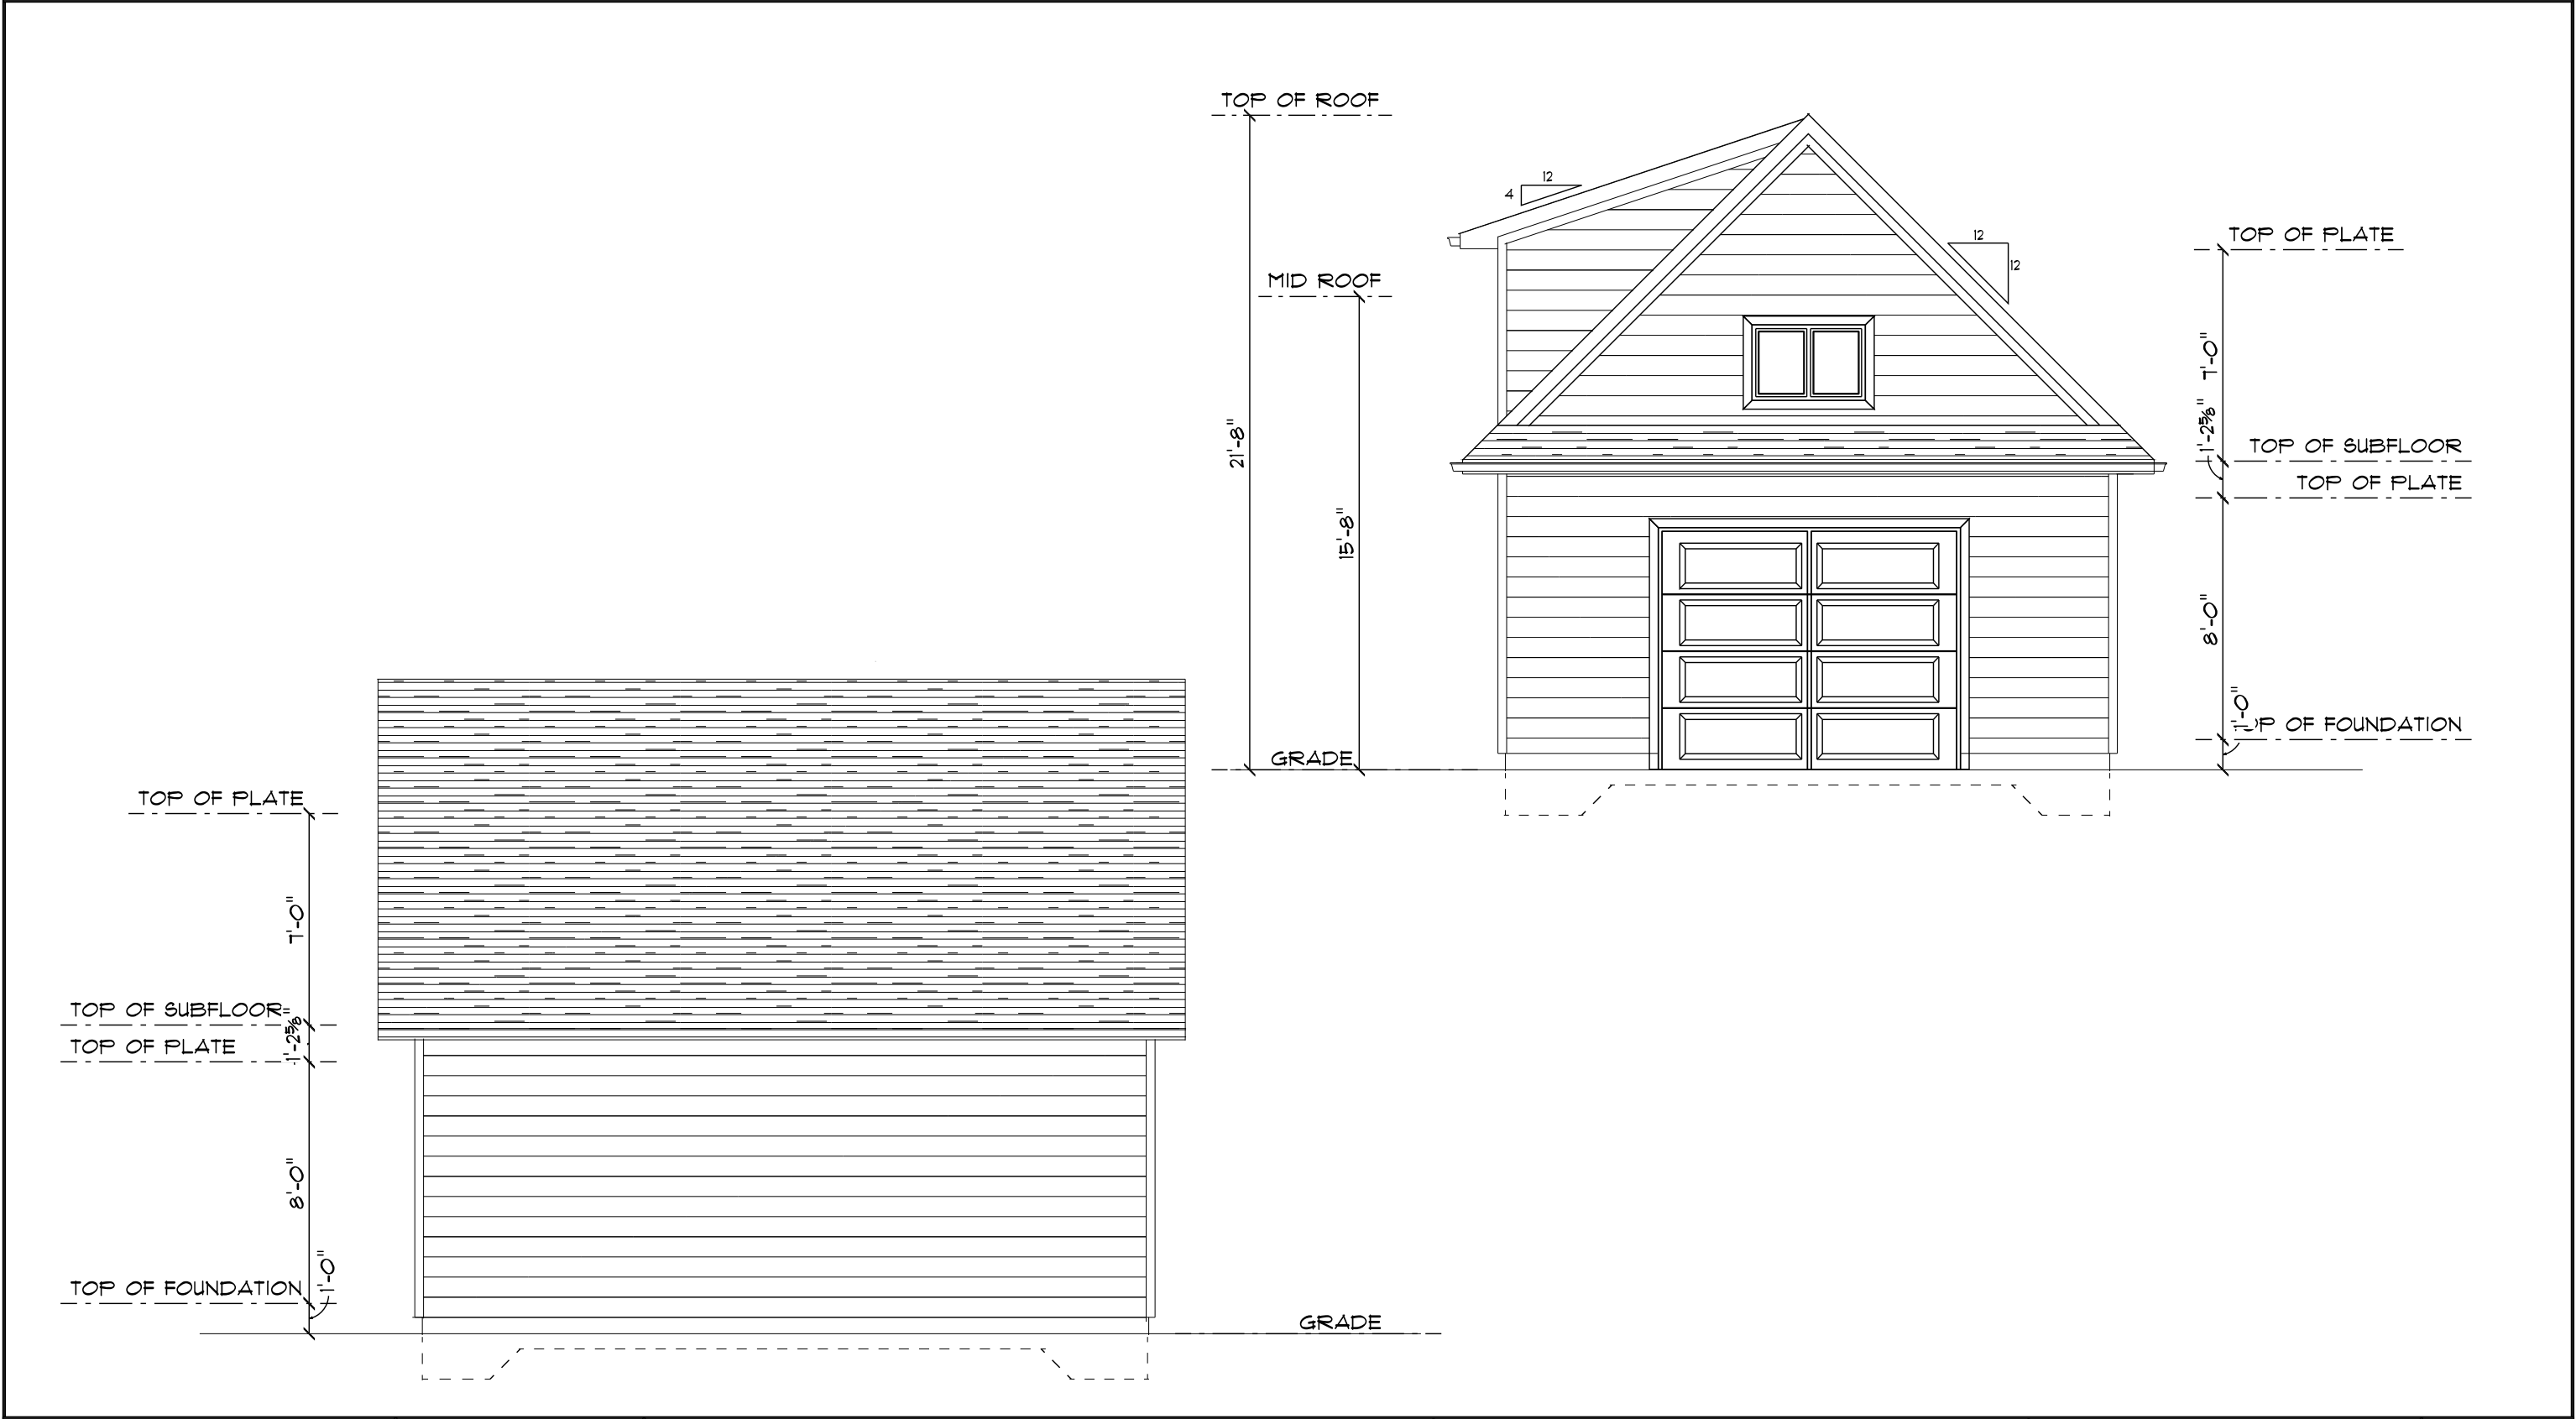 TOP OF ROOF
12
4
12
12
TOP OF PLATE
MID ROOF
7'-0"
21'-8"
1'-2⅝"
TOP OF SUBFLOOR
TOP OF PLATE
15'-8"
8'-0"
1'-0"
OP OF FOUNDATION
GRADE
TOP OF PLATE
7'-0"
TOP OF SUBFLOOR
1'-2⅝"
TOP OF PLATE
8'-0"
1'-0"
TOP OF FOUNDATION
GRADE